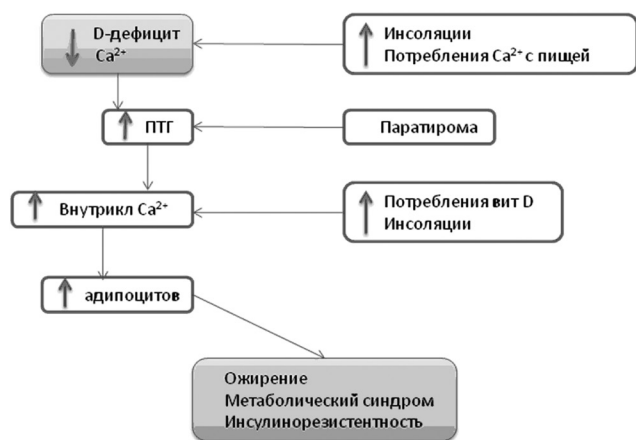 D-дефицит
Ca²⁺
Инсоляции
Потребления Ca²⁺ с пищей
ПТГ
Паратирома
Внутрикл Ca²⁺
Потребления вит D
Инсоляции
адипоцитов
Ожирение
Метаболический синдром
Инсулинорезистентность